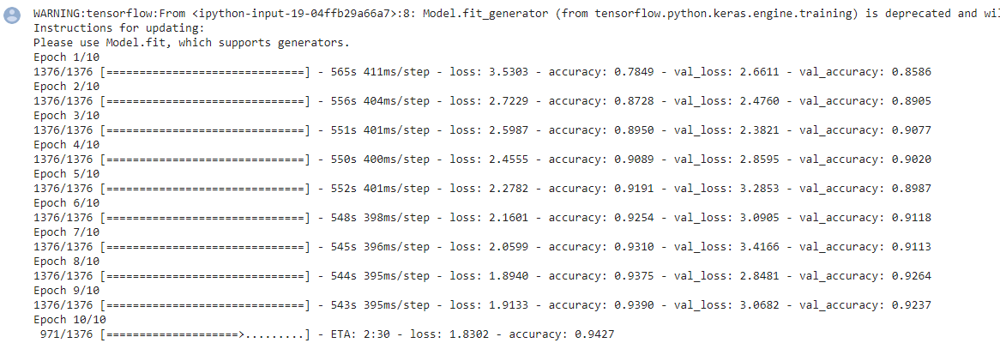 WARNING:tensorflow:From <ipython-input-19-04ffb29a66a7>:8: Model.fit_generator (from tensorflow.python.keras.engine.training) is deprecated and wil
Instructions for updating:
Please use Model.fit, which supports generators.
Epoch 1/10
1376/1376 [==============================] - 565s 411ms/step - loss: 3.5303 - accuracy: 0.7849 - val_loss: 2.6611 - val_accuracy: 0.8586
Epoch 2/10
1376/1376 [==============================] - 556s 404ms/step - loss: 2.7229 - accuracy: 0.8728 - val_loss: 2.4760 - val_accuracy: 0.8905
Epoch 3/10
1376/1376 [==============================] - 551s 401ms/step - loss: 2.5987 - accuracy: 0.8950 - val_loss: 2.3821 - val_accuracy: 0.9077
Epoch 4/10
1376/1376 [==============================] - 550s 400ms/step - loss: 2.4555 - accuracy: 0.9089 - val_loss: 2.8595 - val_accuracy: 0.9020
Epoch 5/10
1376/1376 [==============================] - 552s 401ms/step - loss: 2.2782 - accuracy: 0.9191 - val_loss: 3.2853 - val_accuracy: 0.8987
Epoch 6/10
1376/1376 [==============================] - 548s 398ms/step - loss: 2.1601 - accuracy: 0.9254 - val_loss: 3.0905 - val_accuracy: 0.9118
Epoch 7/10
1376/1376 [==============================] - 545s 396ms/step - loss: 2.0599 - accuracy: 0.9310 - val_loss: 3.4166 - val_accuracy: 0.9113
Epoch 8/10
1376/1376 [==============================] - 544s 395ms/step - loss: 1.8940 - accuracy: 0.9375 - val_loss: 2.8481 - val_accuracy: 0.9264
Epoch 9/10
1376/1376 [==============================] - 543s 395ms/step - loss: 1.9133 - accuracy: 0.9390 - val_loss: 3.0682 - val_accuracy: 0.9237
Epoch 10/10
971/1376 [====================>.........] - ETA: 2:30 - loss: 1.8302 - accuracy: 0.9427